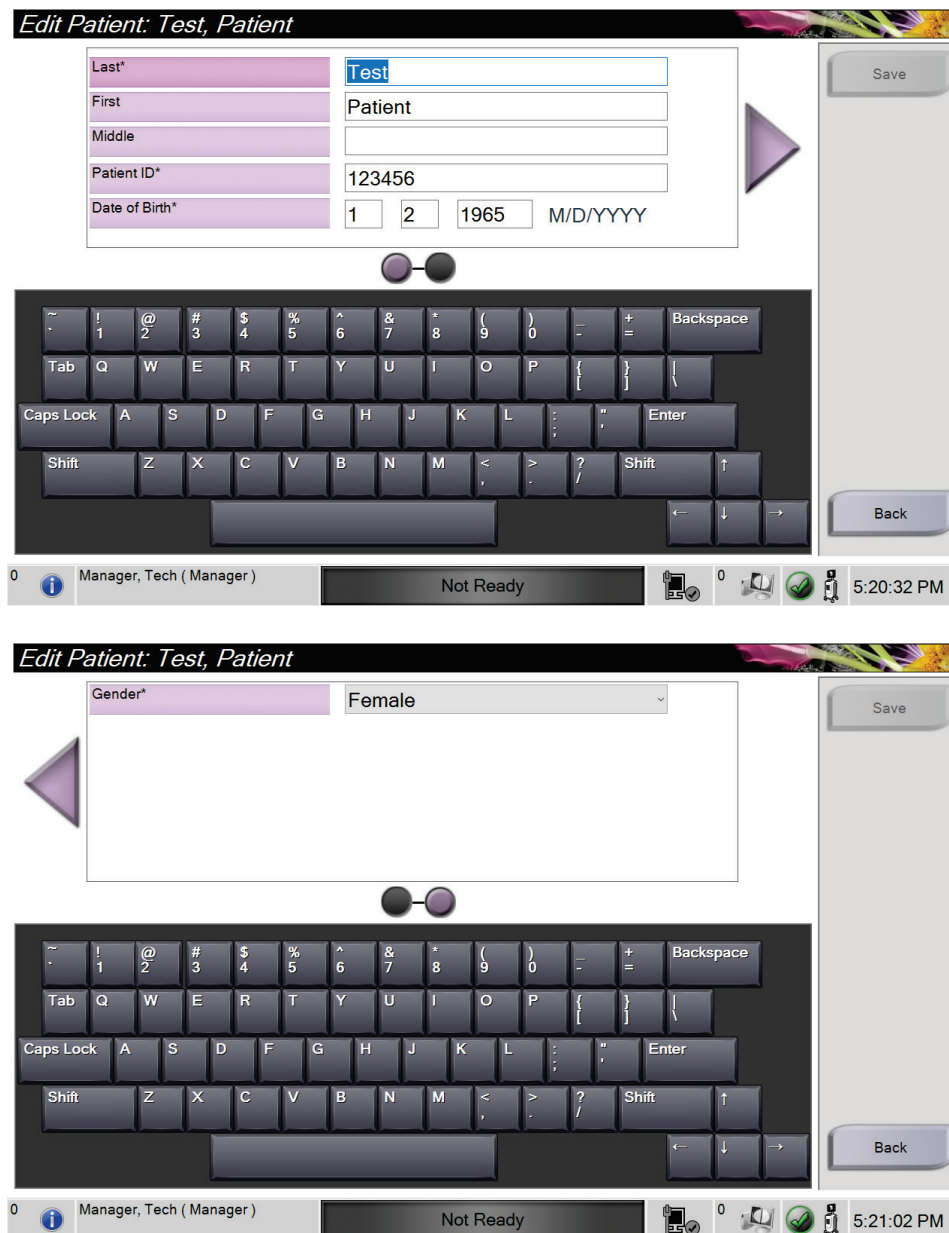 Edit Patient: Test, Patient
Last* Test
First Patient
Middle
Patient ID* 123456
Date of Birth* 1 2 1965 M/D/YYYY
Save
~ ! @ # $ % ^ & * ( ) _ + Backspace
` 1 2 3 4 5 6 7 8 9 0 - =
Tab Q W E R T Y U I O P { } |
[ ] \
Caps Lock A S D F G H J K L : " Enter
; '
Shift Z X C V B N M < > ? Shift ↑
, . /
← ↓ →
Back
0 Manager, Tech ( Manager ) Not Ready 0 5:20:32 PM
Edit Patient: Test, Patient
Gender* Female
Save
~ ! @ # $ % ^ & * ( ) _ + Backspace
` 1 2 3 4 5 6 7 8 9 0 - =
Tab Q W E R T Y U I O P { } |
[ ] \
Caps Lock A S D F G H J K L : " Enter
; '
Shift Z X C V B N M < > ? Shift ↑
, . /
← ↓ →
Back
0 Manager, Tech ( Manager ) Not Ready 0 5:21:02 PM